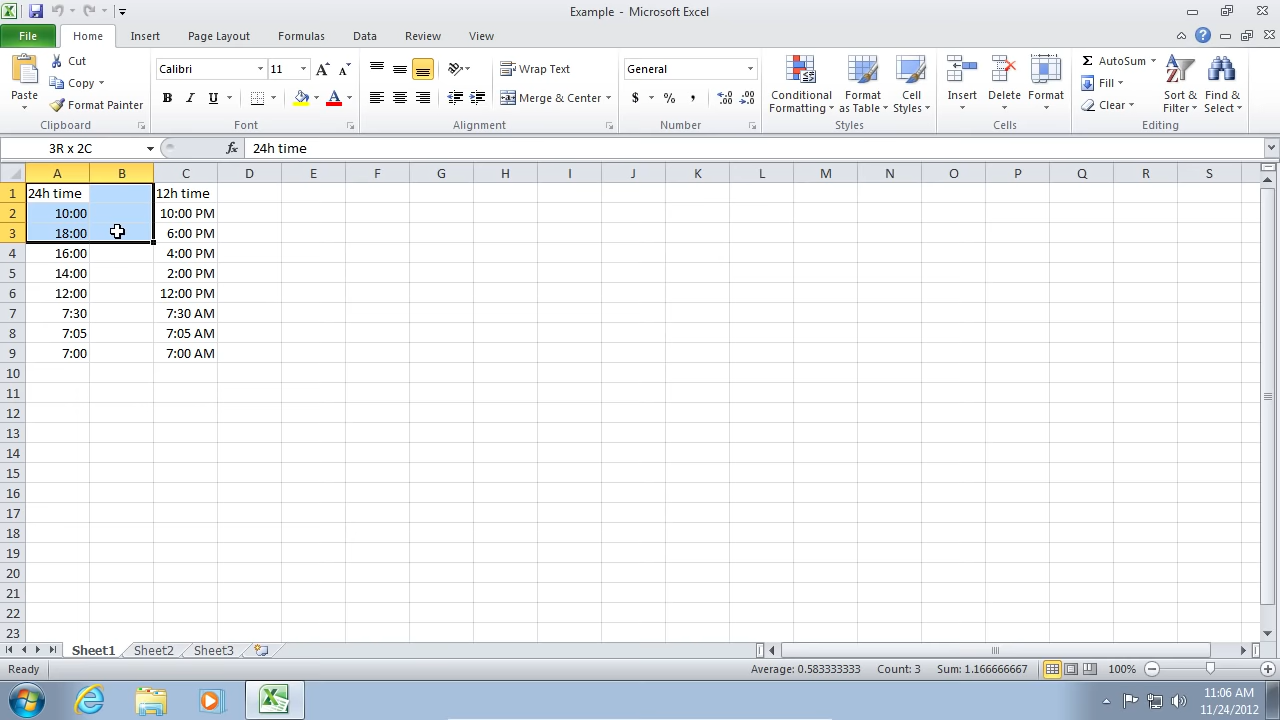 Example - Microsoft Excel
File Home Insert Page Layout Formulas Data Review View
Paste
Cut
Copy
Format Painter
Clipboard
Calibri 11
B I U
Font
Wrap Text
Merge & Center
Alignment
General
$ % ,
Number
Conditional Formatting
Format as Table
Cell Styles
Styles
Insert Delete Format
Cells
Σ AutoSum
Fill
Clear
Sort & Filter
Find & Select
Editing
3R x 2C fx 24h time
A B C D E F G H I J K L M N O P Q R S
1 24h time 12h time
2 10:00 10:00 PM
3 18:00 6:00 PM
4 16:00 4:00 PM
5 14:00 2:00 PM
6 12:00 12:00 PM
7 7:30 7:30 AM
8 7:05 7:05 AM
9 7:00 7:00 AM
10
11
12
13
14
15
16
17
18
19
20
21
22
23
Sheet1 Sheet2 Sheet3
Ready Average: 0.583333333 Count: 3 Sum: 1.166666667 100%
11:06 AM
11/24/2012